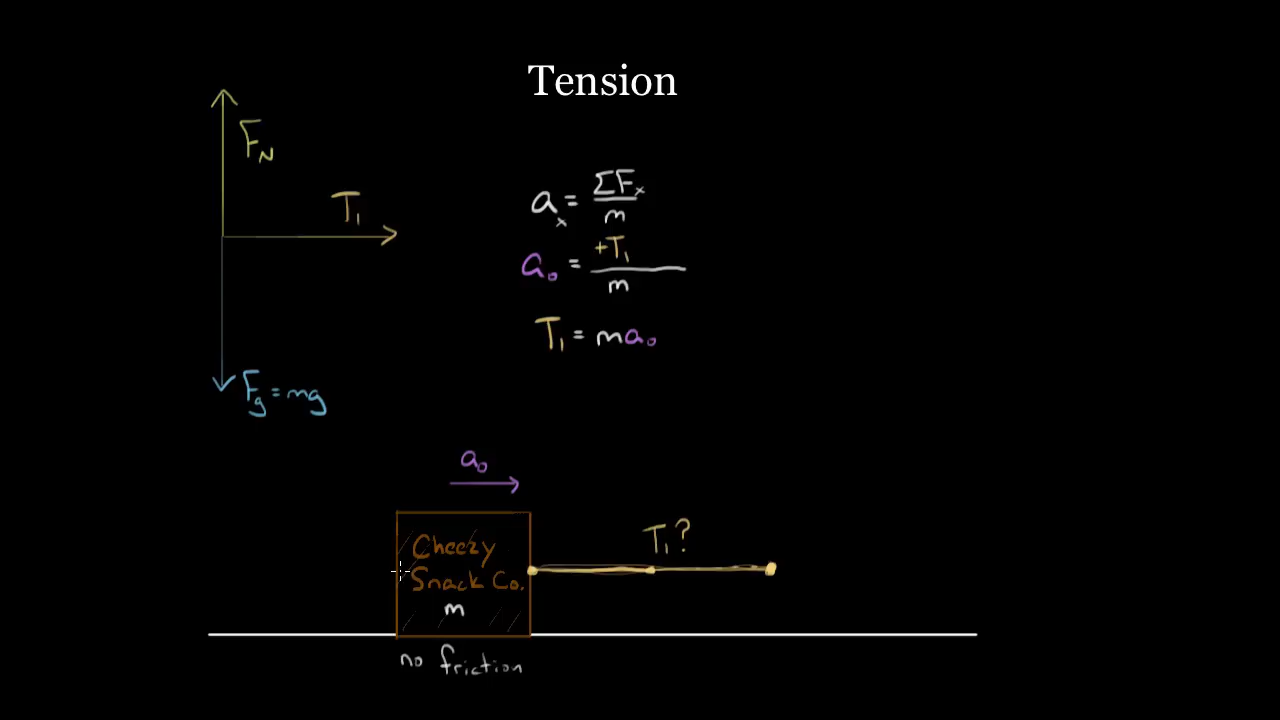 Tension
F_N
T_1
a_x = ΣF_x / m
a_0 = +T_1 / m
T_1 = ma_0
F_g = mg
a_0
T_1?
Cheezy
Snack Co.
m
no friction